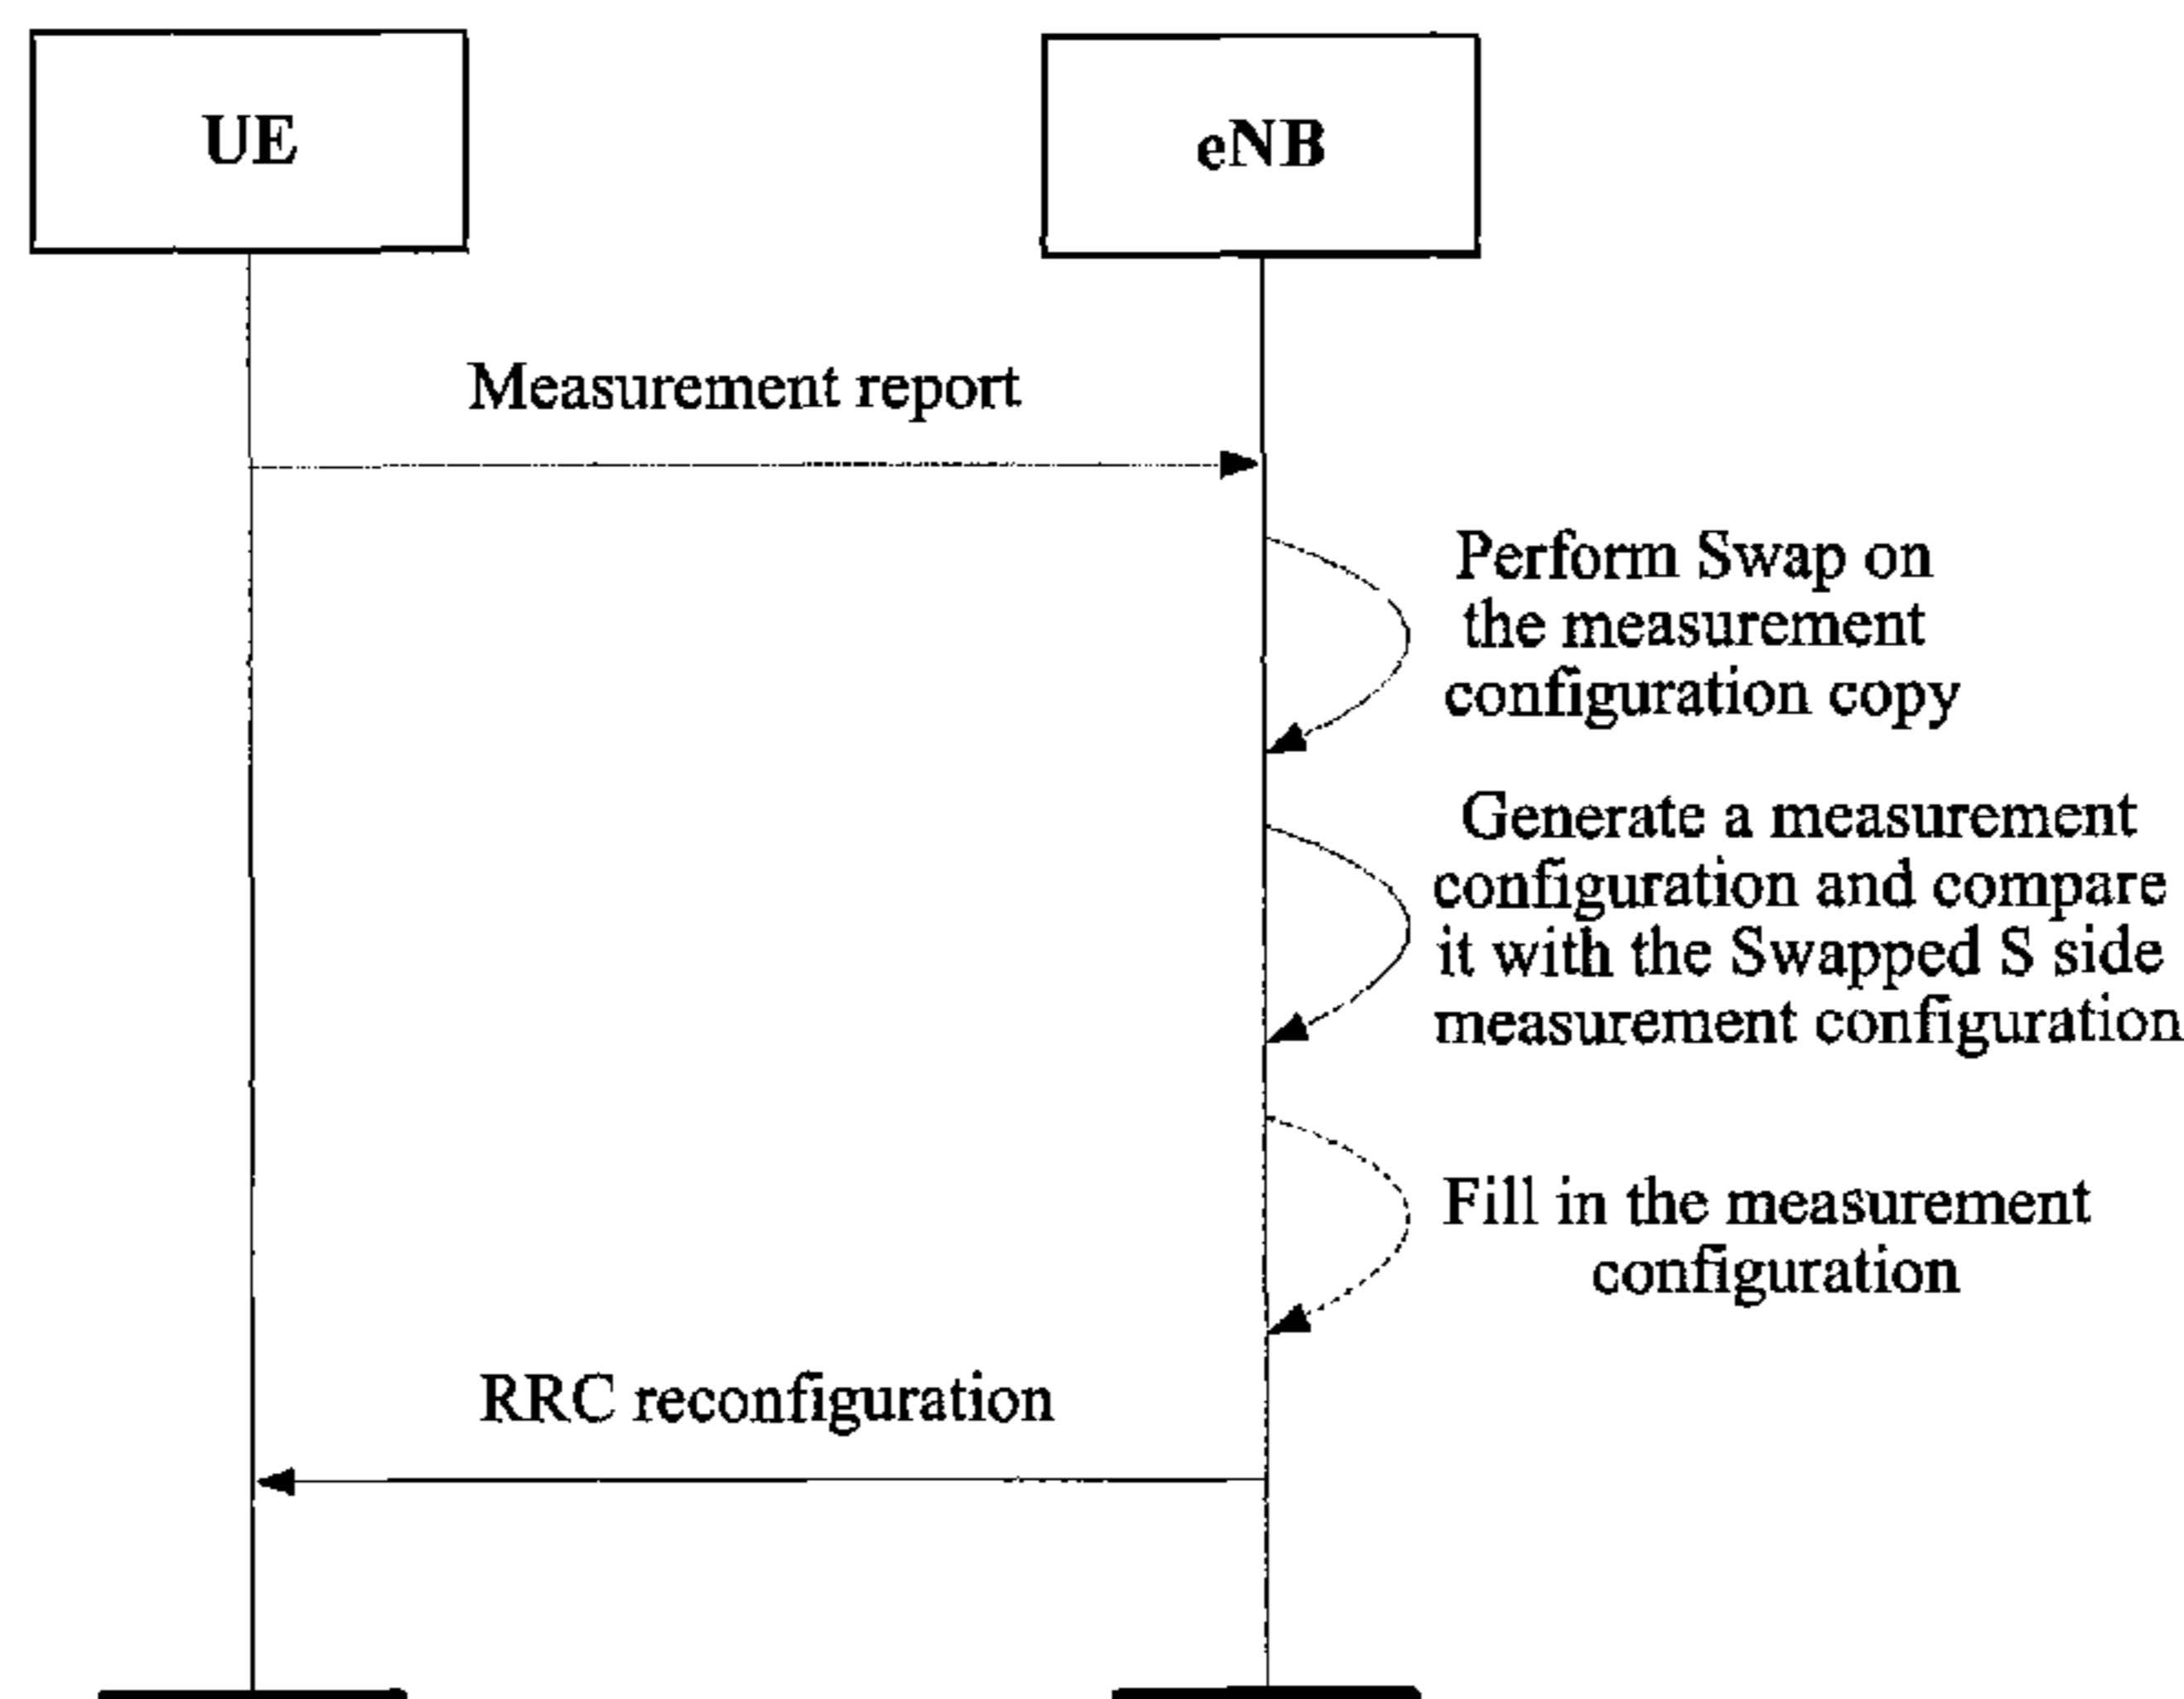 UE
eNB
Measurement report
Perform Swap on
the measurement
configuration copy
Generate a measurement
configuration and compare
it with the Swapped S side
measurement configuration
Fill in the measurement
configuration
RRC reconfiguration